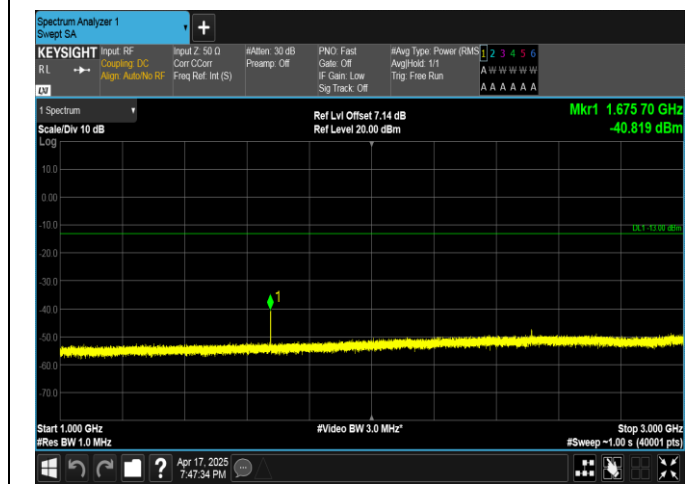 Spectrum Analyzer 1
Swept SA
+
KEYSIGHT Input: RF Input Z: 50 Ω #Atten: 30 dB PNO: Fast #Avg Type: Power (RMS 1 2 3 4 5 6
RL Coupling: DC Corr CCorr Preamp: Off Gate: Off Avg|Hold: 1/1 A W W W W W
Align: Auto/No RF Freq Ref: Int (S) IF Gain: Low Trig: Free Run
LXI Sig Track: Off A A A A A A
1 Spectrum Ref Lvl Offset 7.14 dB Mkr1 1.675 70 GHz
Scale/Div 10 dB Ref Level 20.00 dBm -40.819 dBm
Log
10.0
0.00
-10.0
DL1 -13.00 dBm
-20.0
-30.0
1
-40.0
-50.0
-60.0
-70.0
Start 1.000 GHz #Video BW 3.0 MHz* Stop 3.000 GHz
#Res BW 1.0 MHz #Sweep ~1.00 s (40001 pts)
? Apr 17, 2025
7:47:34 PM